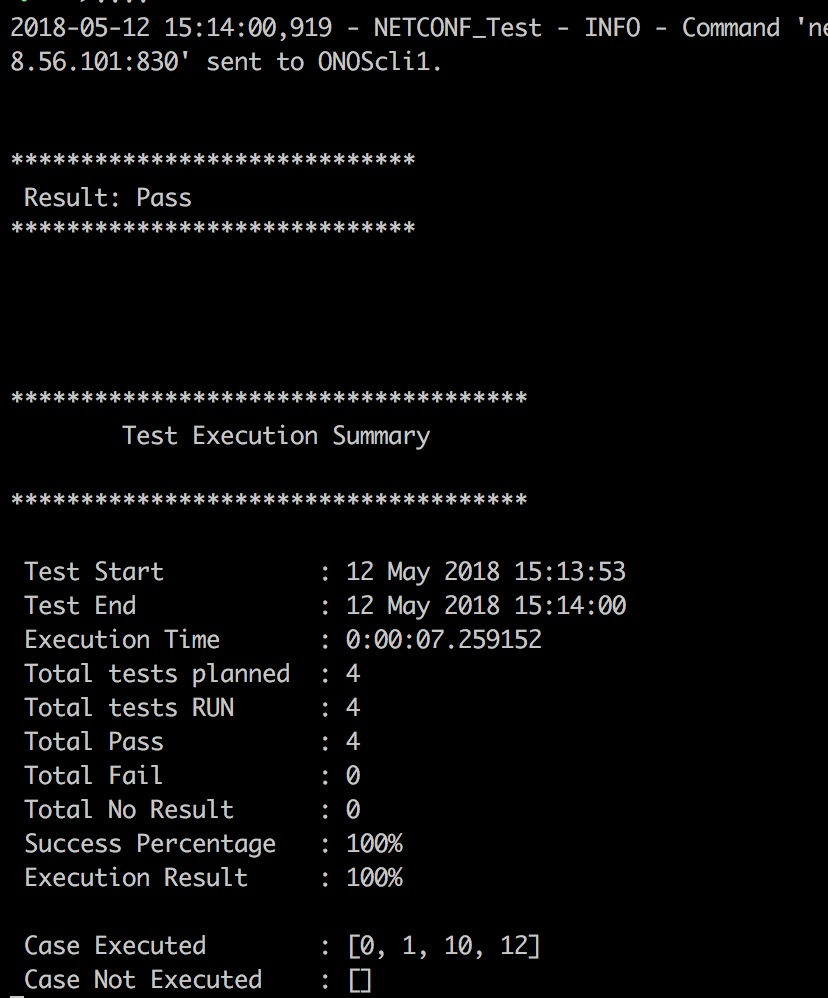 2018-05-12 15:14:00,919 - NETCONF_Test - INFO - Command 'ne
8.56.101:830' sent to ONOScli1.
*****************************
Result: Pass
*****************************
*************************************
Test Execution Summary
*************************************
Test Start : 12 May 2018 15:13:53
Test End : 12 May 2018 15:14:00
Execution Time : 0:00:07.259152
Total tests planned : 4
Total tests RUN : 4
Total Pass : 4
Total Fail : 0
Total No Result : 0
Success Percentage : 100%
Execution Result : 100%
Case Executed : [0, 1, 10, 12]
Case Not Executed : []